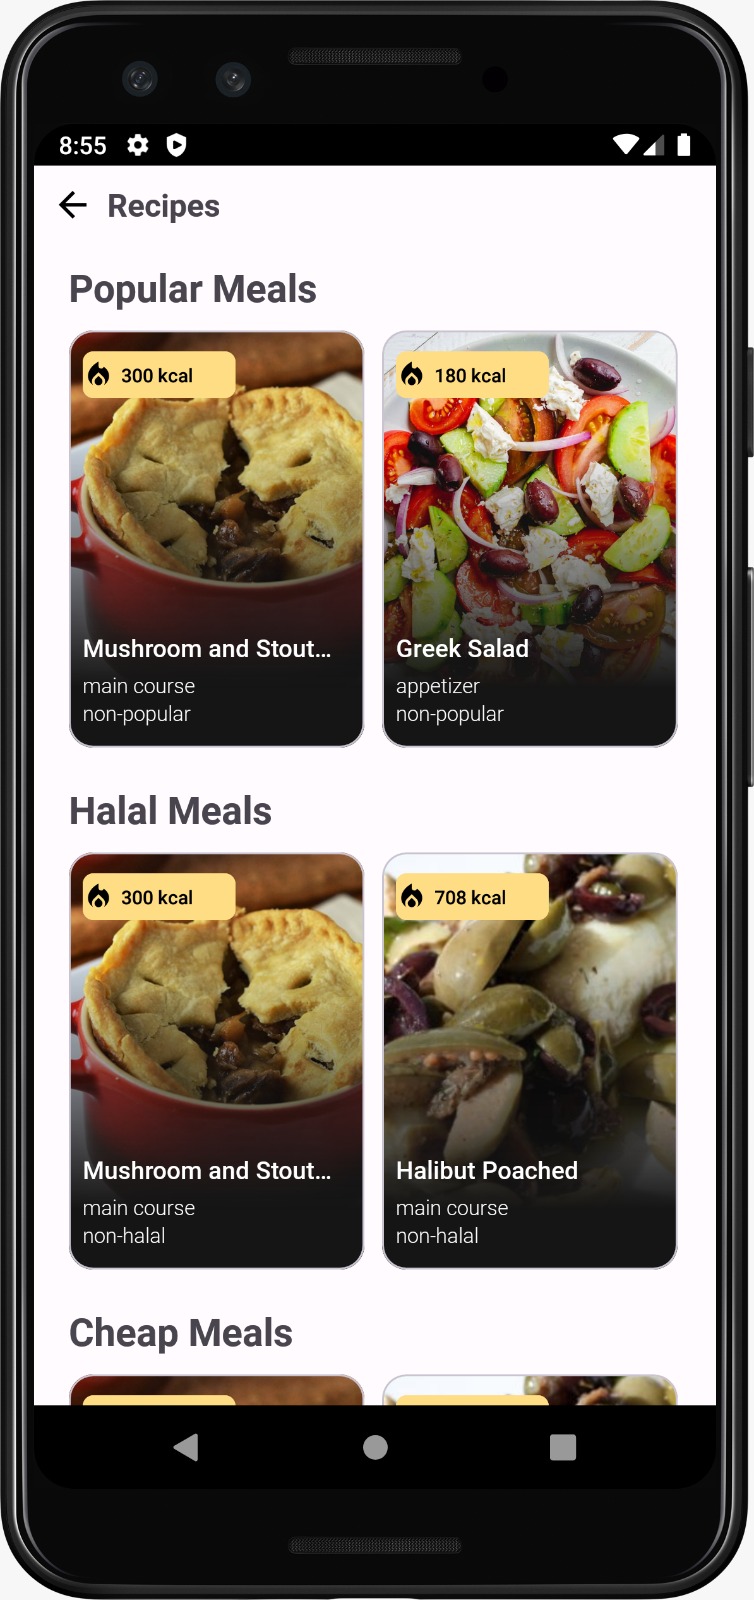 8:55
Recipes
Popular Meals
300 kcal
Mushroom and Stout...
main course
non-popular
180 kcal
Greek Salad
appetizer
non-popular
Halal Meals
300 kcal
Mushroom and Stout...
main course
non-halal
708 kcal
Halibut Poached
main course
non-halal
Cheap Meals